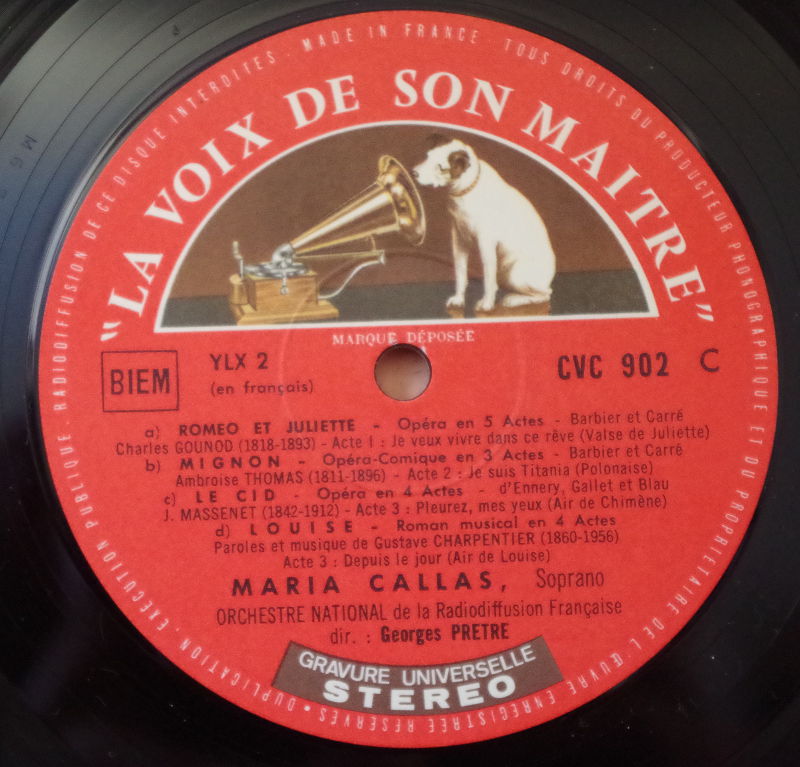 DUPLICATION · EXÉCUTION PUBLIQUE · RADIODIFFUSION DE CE DISQUE INTERDITES · MADE IN FRANCE · TOUS DROITS DU PRODUCTEUR PHONOGRAPHIQUE ET DU PROPRIÉTAIRE DE L'ŒUVRE ENREGISTRÉE RÉSERVÉS ·
"LA VOIX DE SON MAITRE"
MARQUE DÉPOSÉE
BIEM
YLX 2
(en français)
CVC 902 C
a) ROMEO ET JULIETTE - Opéra en 5 Actes - Barbier et Carré
Charles GOUNOD (1818-1893) - Acte 1 : Je veux vivre dans ce rêve (Valse de Juliette)
b) MIGNON - Opéra-Comique en 3 Actes - Barbier et Carré
Ambroise THOMAS (1811-1896) - Acte 2 : Je suis Titania (Polonaise)
c) LE CID - Opéra en 4 Actes - d'Ennery, Gallet et Blau
J. MASSENET (1842-1912) - Acte 3 : Pleurez, mes yeux (Air de Chimène)
d) LOUISE - Roman musical en 4 Actes
Paroles et musique de Gustave CHARPENTIER (1860-1956)
Acte 3 : Depuis le jour (Air de Louise)
MARIA CALLAS, Soprano
ORCHESTRE NATIONAL de la Radiodiffusion Française
dir. : Georges PRETRE
GRAVURE UNIVERSELLE
STEREO